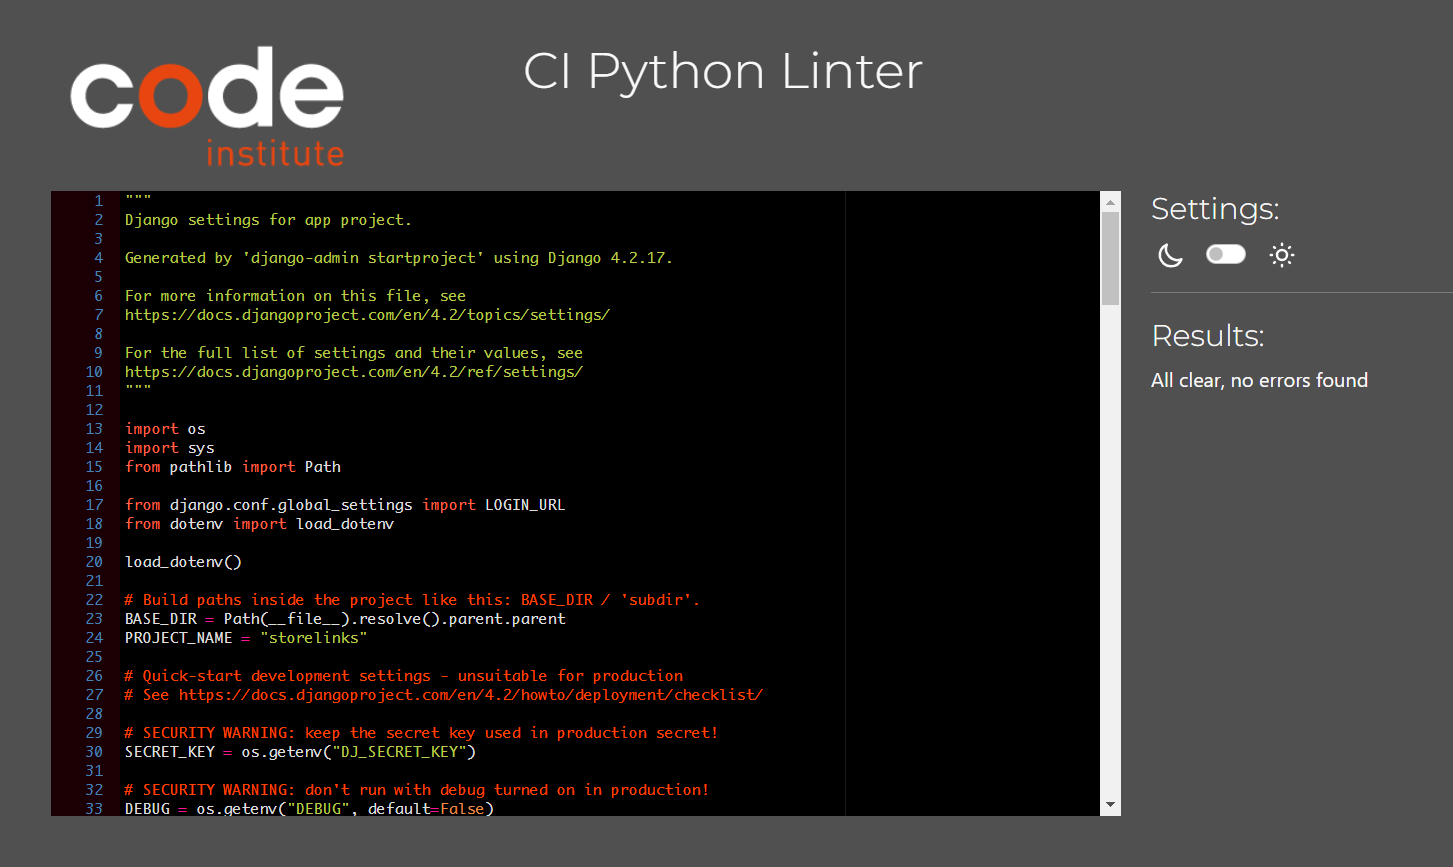 code
institute
CI Python Linter
1 """
2 Django settings for app project.
3
4 Generated by 'django-admin startproject' using Django 4.2.17.
5
6 For more information on this file, see
7 https://docs.djangoproject.com/en/4.2/topics/settings/
8
9 For the full list of settings and their values, see
10 https://docs.djangoproject.com/en/4.2/ref/settings/
11 """
12
13 import os
14 import sys
15 from pathlib import Path
16
17 from django.conf.global_settings import LOGIN_URL
18 from dotenv import load_dotenv
19
20 load_dotenv()
21
22 # Build paths inside the project like this: BASE_DIR / 'subdir'.
23 BASE_DIR = Path(__file__).resolve().parent.parent
24 PROJECT_NAME = "storelinks"
25
26 # Quick-start development settings - unsuitable for production
27 # See https://docs.djangoproject.com/en/4.2/howto/deployment/checklist/
28
29 # SECURITY WARNING: keep the secret key used in production secret!
30 SECRET_KEY = os.getenv("DJ_SECRET_KEY")
31
32 # SECURITY WARNING: don't run with debug turned on in production!
33 DEBUG = os.getenv("DEBUG", default=False)
Settings:
Results:
All clear, no errors found